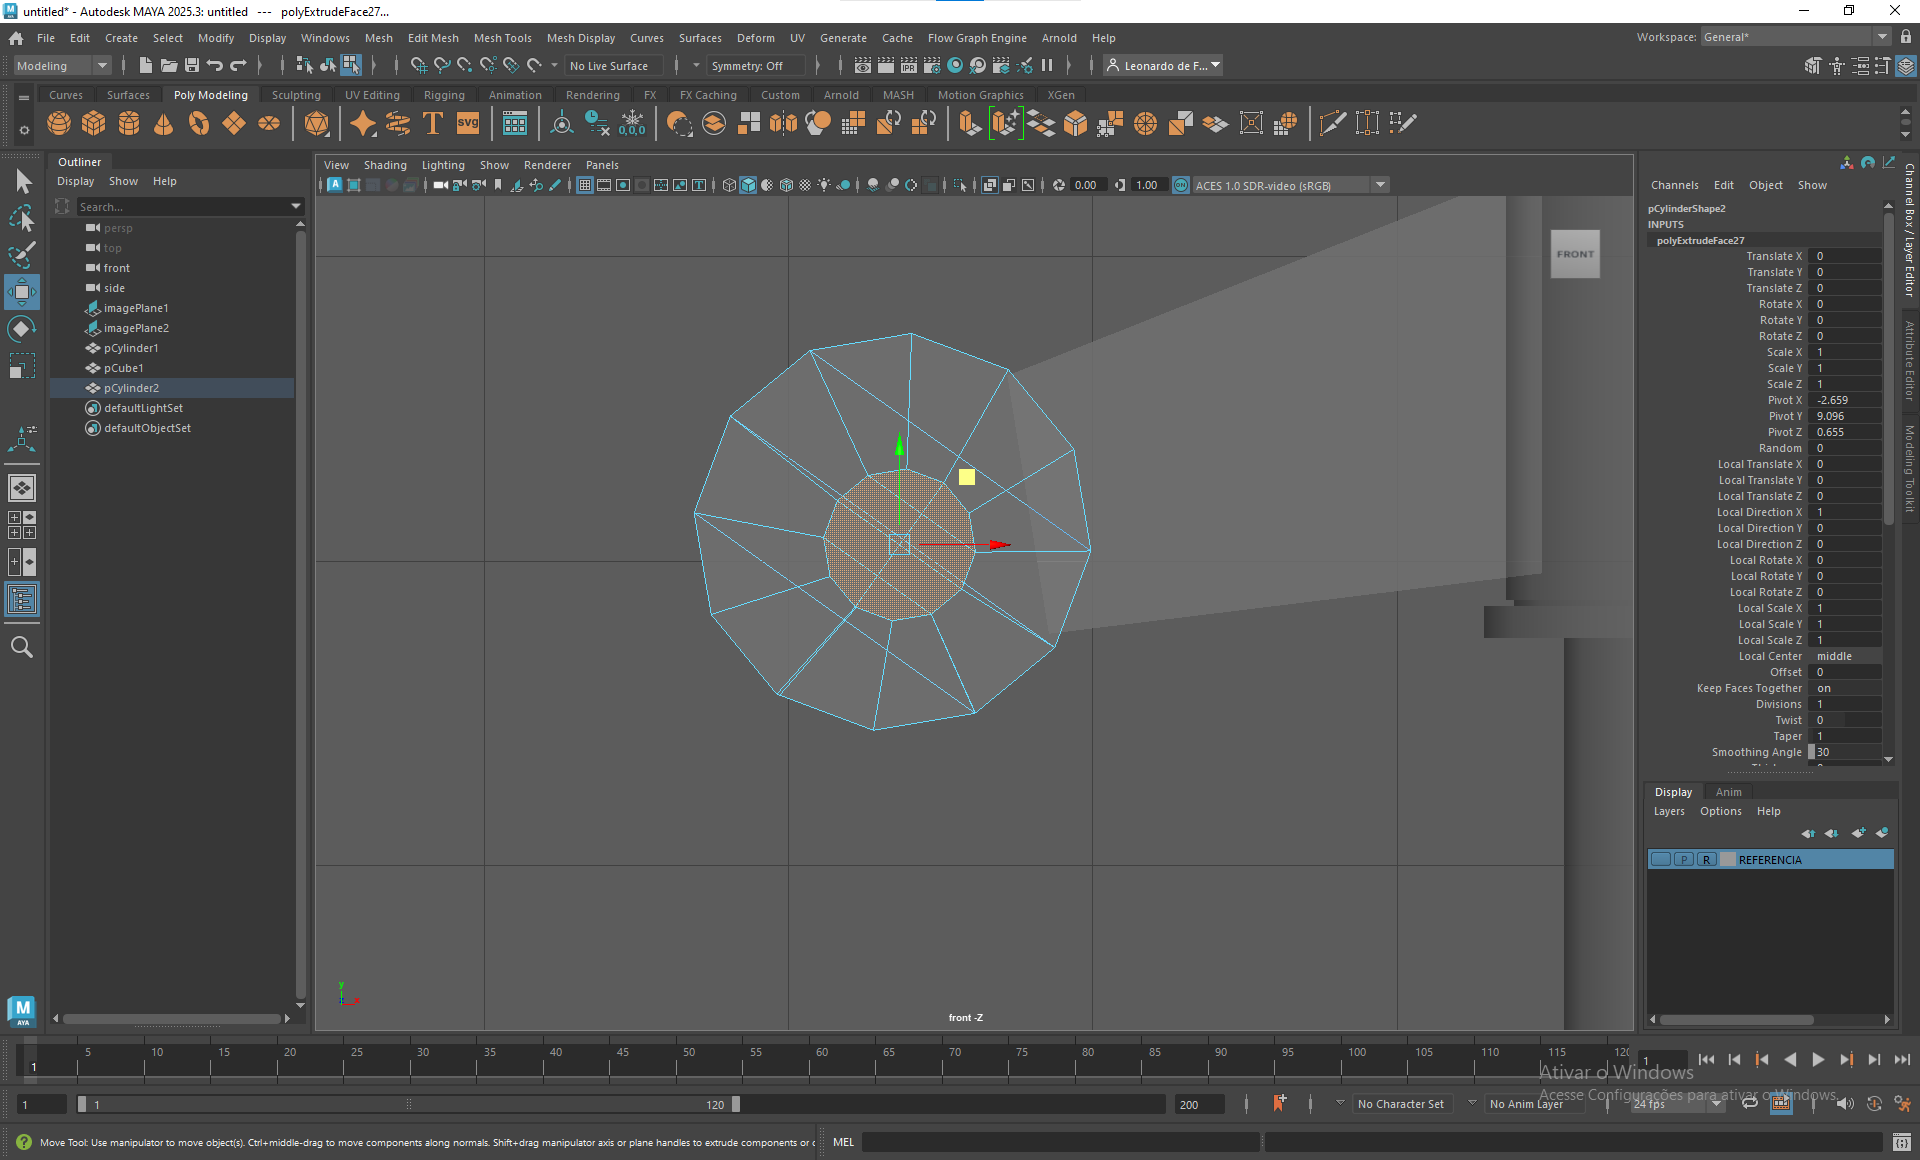 untitled* - Autodesk MAYA 2025.3: untitled   ---   polyExtrudeFace27...
File Edit Create Select Modify Display Windows Mesh Edit Mesh Mesh Tools Mesh Display Curves Surfaces Deform UV Generate Cache Flow Graph Engine Arnold Help
Workspace: General*
Modeling
No Live Surface
Symmetry: Off
Leonardo de F...
Curves Surfaces Poly Modeling Sculpting UV Editing Rigging Animation Rendering FX FX Caching Custom Arnold MASH Motion Graphics XGen
T
SVG
0,0,0
Outliner
Display Show Help
Search...
persp
top
front
side
imagePlane1
imagePlane2
pCylinder1
pCube1
pCylinder2
defaultLightSet
defaultObjectSet
View Shading Lighting Show Renderer Panels
0.00
1.00
ACES 1.0 SDR-video (sRGB)
FRONT
y
front -Z
Channels Edit Object Show
pCylinderShape2
INPUTS
polyExtrudeFace27
Translate X 0
Translate Y 0
Translate Z 0
Rotate X 0
Rotate Y 0
Rotate Z 0
Scale X 1
Scale Y 1
Scale Z 1
Pivot X -2.659
Pivot Y 9.096
Pivot Z 0.655
Random 0
Local Translate X 0
Local Translate Y 0
Local Translate Z 0
Local Direction X 1
Local Direction Y 0
Local Direction Z 0
Local Rotate X 0
Local Rotate Y 0
Local Rotate Z 0
Local Scale X 1
Local Scale Y 1
Local Scale Z 1
Local Center middle
Offset 0
Keep Faces Together on
Divisions 1
Twist 0
Taper 1
Smoothing Angle 30
Channel Box / Layer Editor
Attribute Editor
Modeling Toolkit
Display Anim
Layers Options Help
P R REFERENCIA
M
AYA
5 10 15 20 25 30 35 40 45 50 55 60 65 70 75 80 85 90 95 100 105 110 115 120
1
1
Ativar o Windows
Acesse Configurações para ativar o Windows.
1
1
120
200
No Character Set
No Anim Layer
24 fps
Move Tool: Use manipulator to move object(s). Ctrl+middle-drag to move components along normals. Shift+drag manipulator axis or plane handles to extrude components or
MEL